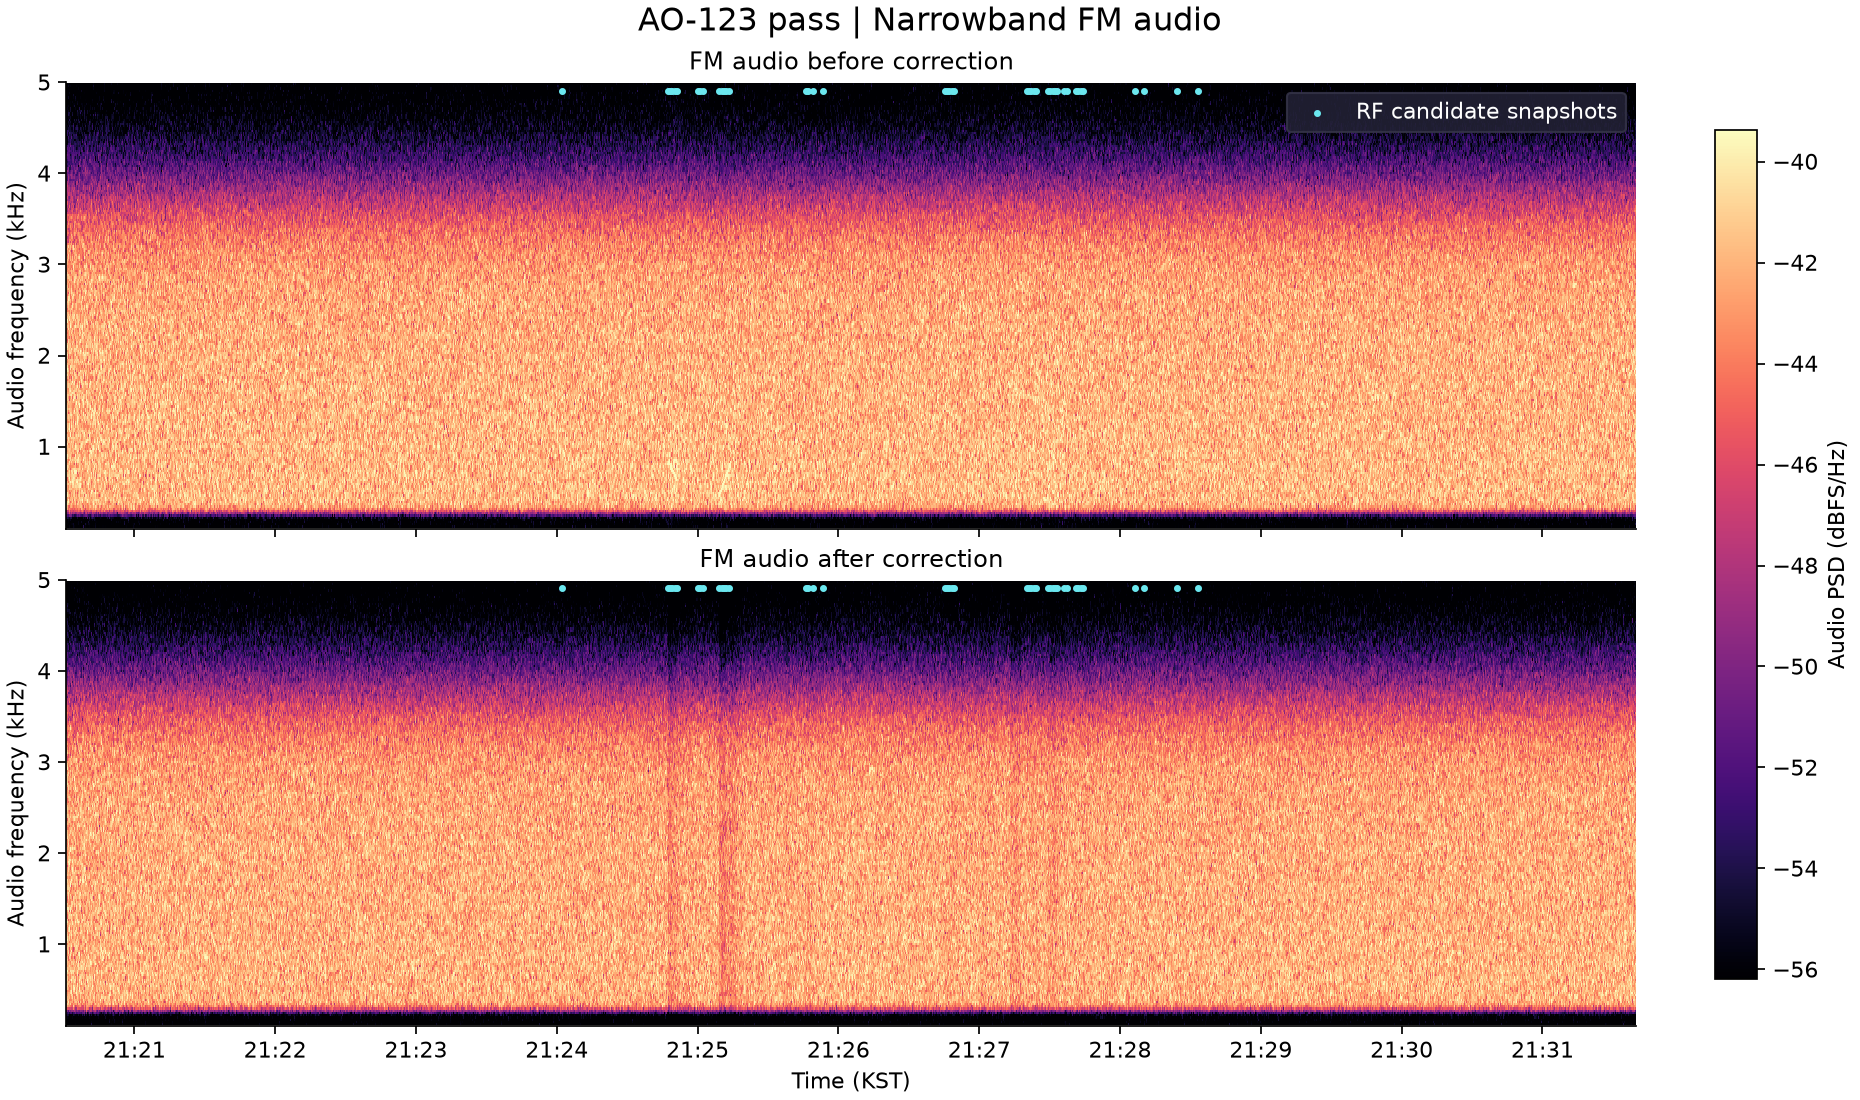 AO-123 pass | Narrowband FM audio
FM audio before correction
RF candidate snapshots
5
4
3
2
1
Audio frequency (kHz)
FM audio after correction
5
4
3
2
1
Audio frequency (kHz)
21:21 21:22 21:23 21:24 21:25 21:26 21:27 21:28 21:29 21:30 21:31
Time (KST)
−40
−42
−44
−46
−48
−50
−52
−54
−56
Audio PSD (dBFS/Hz)